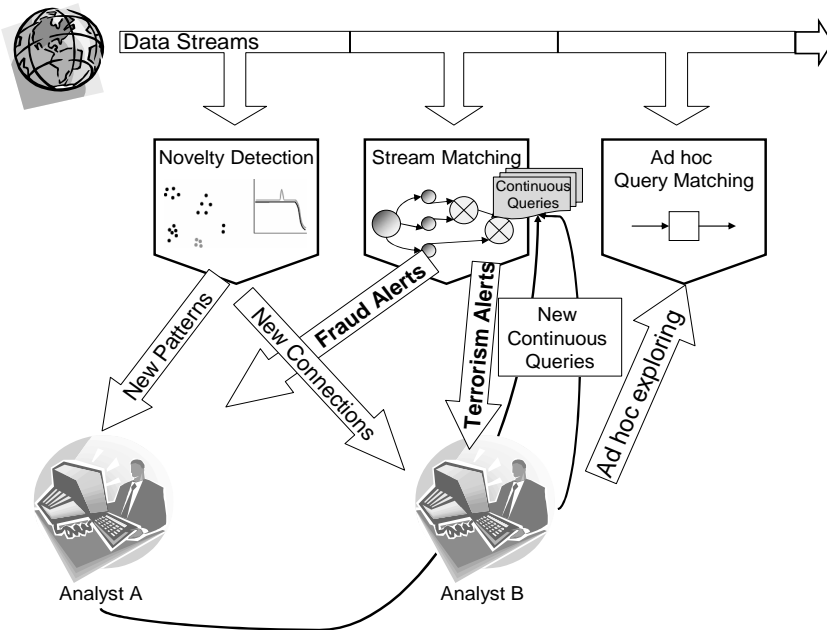 Data Streams
Novelty Detection
Stream Matching
Continuous
Queries
Ad hoc
Query Matching
New Patterns
New Connections
Fraud Alerts
Terrorism Alerts
New
Continuous
Queries
Ad hoc exploring
Analyst A
Analyst B